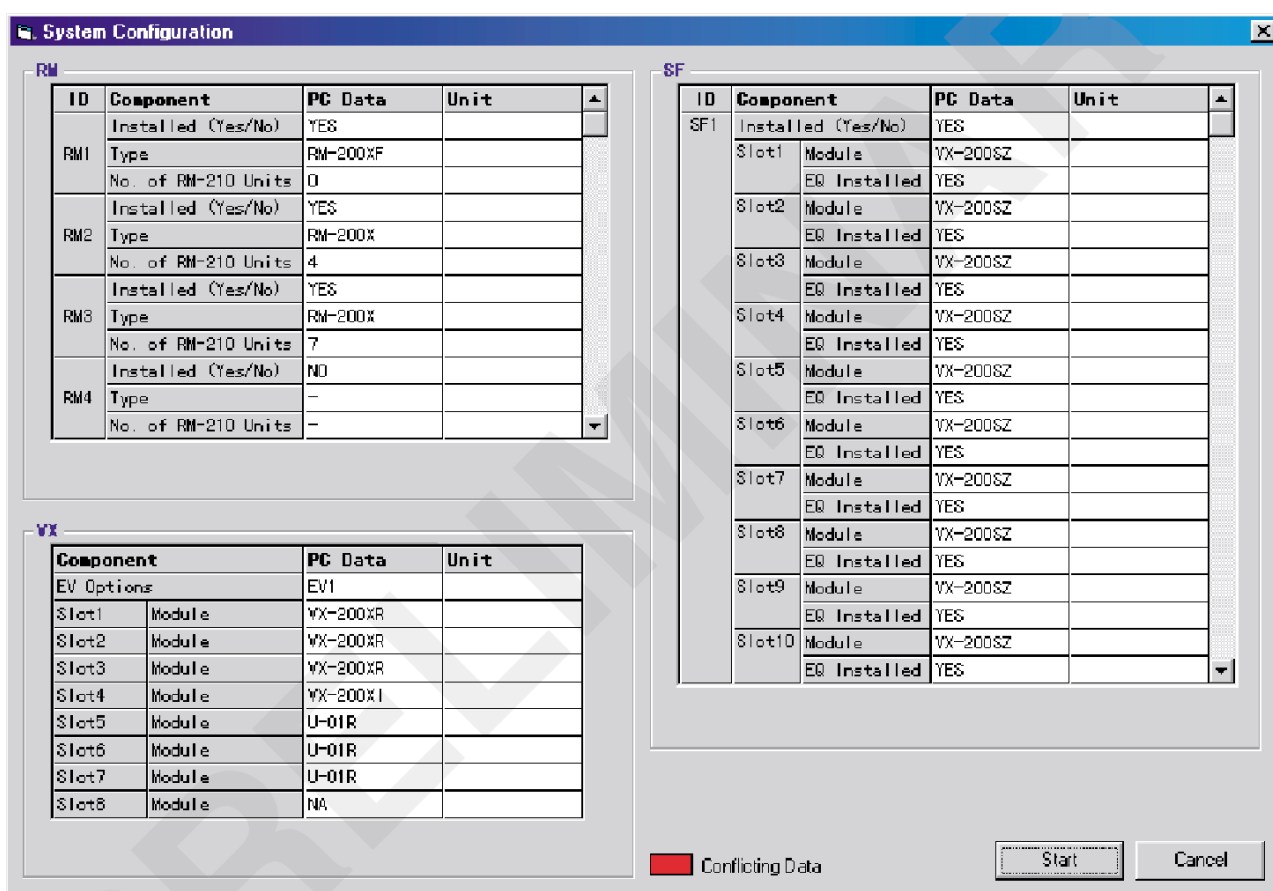 System Configuration
RM
ID Component PC Data Unit
RM1 Installed (Yes/No) YES
Type RM-200XF
No. of RM-210 Units 0
RM2 Installed (Yes/No) YES
Type RM-200X
No. of RM-210 Units 4
RM3 Installed (Yes/No) YES
Type RM-200X
No. of RM-210 Units 7
RM4 Installed (Yes/No) NO
Type -
No. of RM-210 Units -
VX
Component PC Data Unit
EV Options EV1
Slot1 Module VX-200XR
Slot2 Module VX-200XR
Slot3 Module VX-200XR
Slot4 Module VX-200XI
Slot5 Module U-01R
Slot6 Module U-01R
Slot7 Module U-01R
Slot8 Module NA
SF
ID Component PC Data Unit
SF1 Installed (Yes/No) YES
Slot1 Module VX-200SZ
EQ Installed YES
Slot2 Module VX-200SZ
EQ Installed YES
Slot3 Module VX-200SZ
EQ Installed YES
Slot4 Module VX-200SZ
EQ Installed YES
Slot5 Module VX-200SZ
EQ Installed YES
Slot6 Module VX-200SZ
EQ Installed YES
Slot7 Module VX-200SZ
EQ Installed YES
Slot8 Module VX-200SZ
EQ Installed YES
Slot9 Module VX-200SZ
EQ Installed YES
Slot10 Module VX-200SZ
EQ Installed YES
Conflicting Data
Start Cancel
RELIMINAR